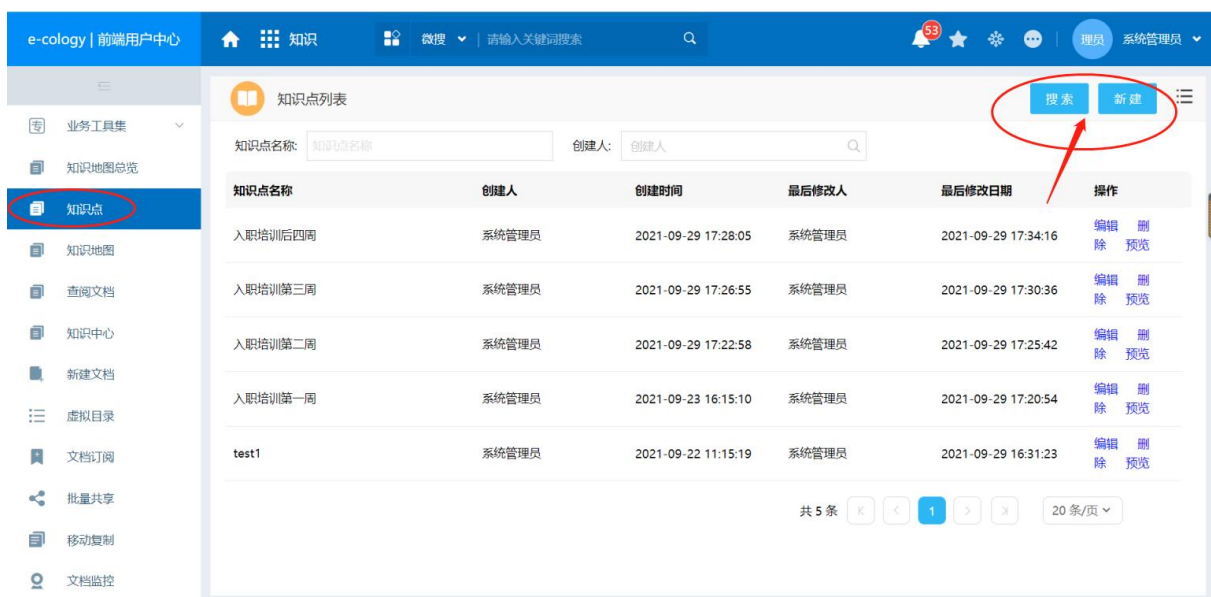 e-cology | 前端用户中心 知识 微搜 请输入关键词搜索 53 理员 系统管理员
知识点列表 搜索 新建
专 业务工具集
知识点名称: 知识点名称 创建人: 创建人
知识地图总览
知识点名称 创建人 创建时间 最后修改人 最后修改日期 操作
知识点
入职培训后四周 系统管理员 2021-09-29 17:28:05 系统管理员 2021-09-29 17:34:16 编辑 删
除 预览
知识地图
入职培训第三周 系统管理员 2021-09-29 17:26:55 系统管理员 2021-09-29 17:30:36 编辑 删
除 预览
查阅文档
知识中心
入职培训第二周 系统管理员 2021-09-29 17:22:58 系统管理员 2021-09-29 17:25:42 编辑 删
除 预览
新建文档
入职培训第一周 系统管理员 2021-09-23 16:15:10 系统管理员 2021-09-29 17:20:54 编辑 删
除 预览
虚拟目录
test1 系统管理员 2021-09-22 11:15:19 系统管理员 2021-09-29 16:31:23 编辑 删
除 预览
文档订阅
批量共享
共 5 条 1 20 条/页
移动复制
文档监控